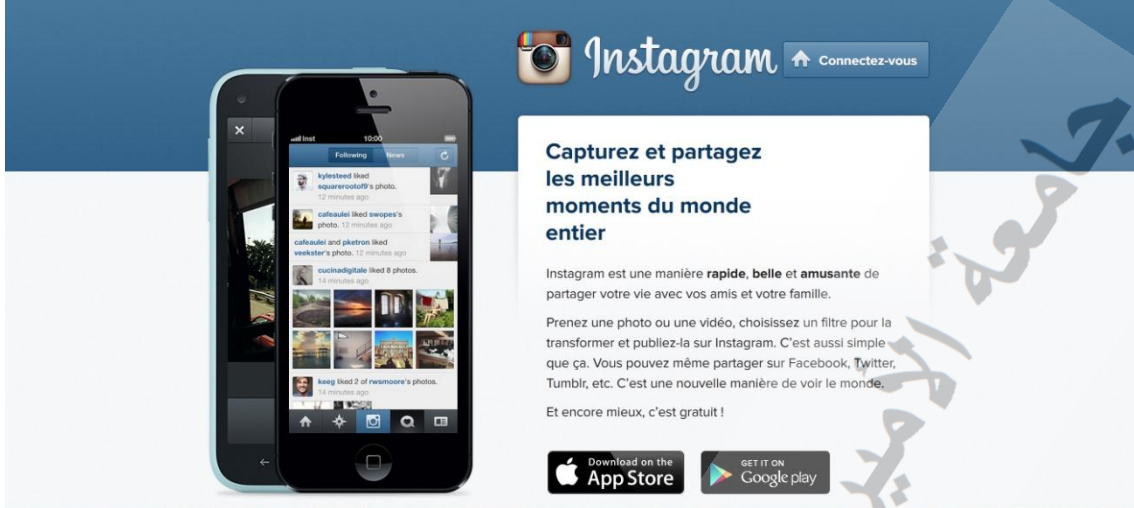 Instagram
Connectez-vous
Capturez et partagez
les meilleurs
moments du monde
entier
Instagram est une manière rapide, belle et amusante de
partager votre vie avec vos amis et votre famille.
Prenez une photo ou une vidéo, choisissez un filtre pour la
transformer et publiez-la sur Instagram. C'est aussi simple
que ça. Vous pouvez même partager sur Facebook, Twitter,
Tumblr, etc. C'est une nouvelle manière de voir le monde.
Et encore mieux, c'est gratuit !
Download on the
App Store
GET IT ON
Google play
Inst 10:00
Following News
kylesteed liked
squarerootof9's photo.
12 minutes ago
cafeaulei liked swopes's
photo. 12 minutes ago
cafeaulei and pketron liked
veekster's photo. 12 minutes ago
cucinadigitale liked 8 photos.
14 minutes ago
keeg liked 2 of rwsmoore's photos.
14 minutes ago
جامعة